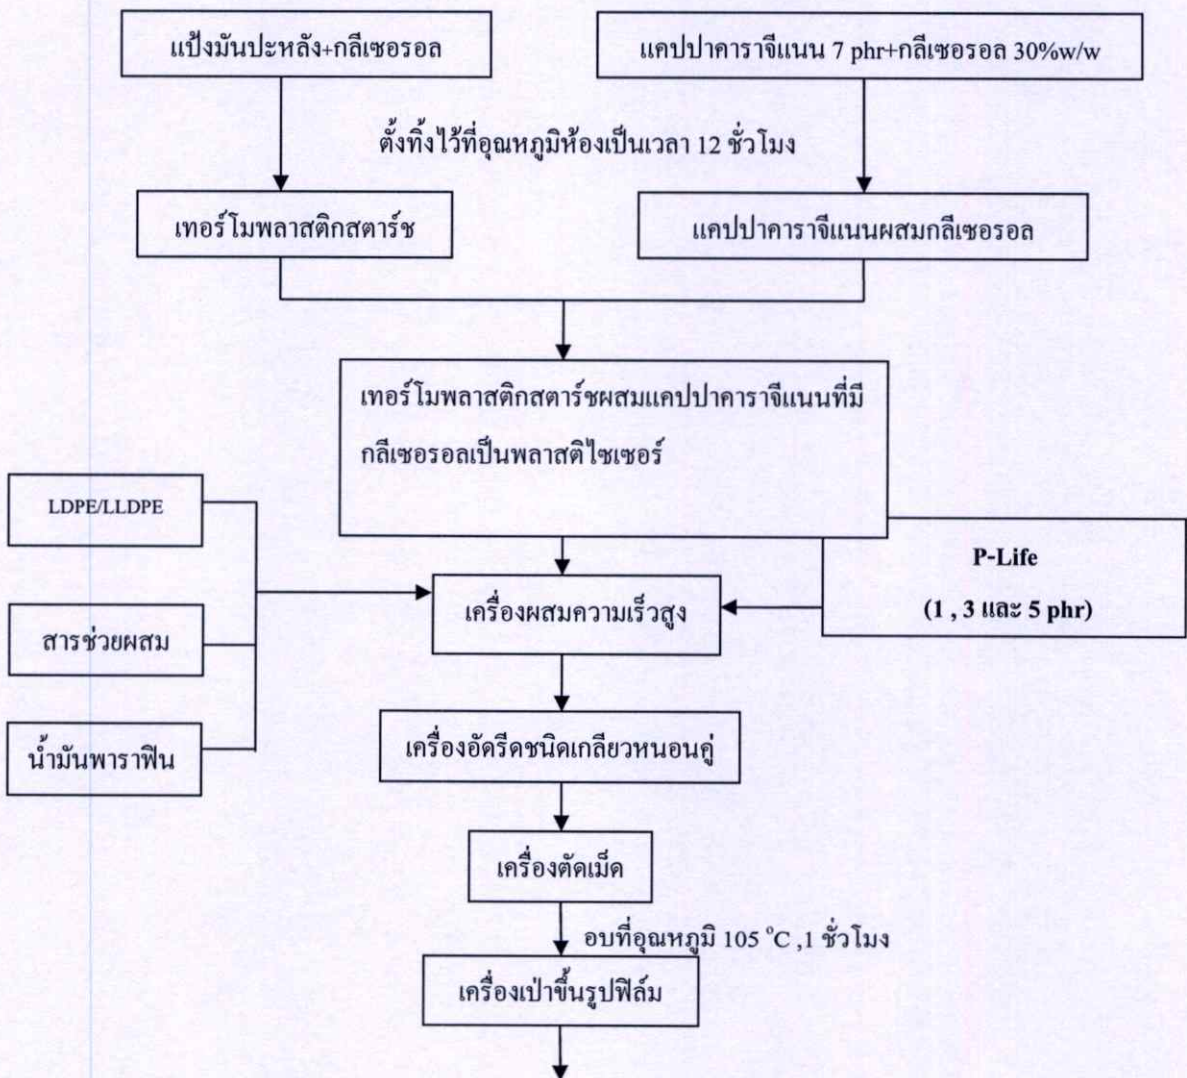 แป้งมันปะหลัง+กลีเซอรอล
แคปปาคาราจีแนน 7 phr+กลีเซอรอล 30%w/w
ตั้งทิ้งไว้ที่อุณหภูมิห้องเป็นเวลา 12 ชั่วโมง
เทอร์โมพลาสติกสตาร์ช
แคปปาคาราจีแนนผสมกลีเซอรอล
เทอร์โมพลาสติกสตาร์ชผสมแคปปาคาราจีแนนที่มี
กลีเซอรอลเป็นพลาสติไซเซอร์
LDPE/LLDPE
P-Life
(1 , 3 และ 5 phr)
เครื่องผสมความเร็วสูง
สารช่วยผสม
น้ำมันพาราฟิน
เครื่องอัดรีดชนิดเกลียวหนอนคู่
เครื่องตัดเม็ด
อบที่อุณหภูมิ 105 °C ,1 ชั่วโมง
เครื่องเป่าขึ้นรูปฟิล์ม